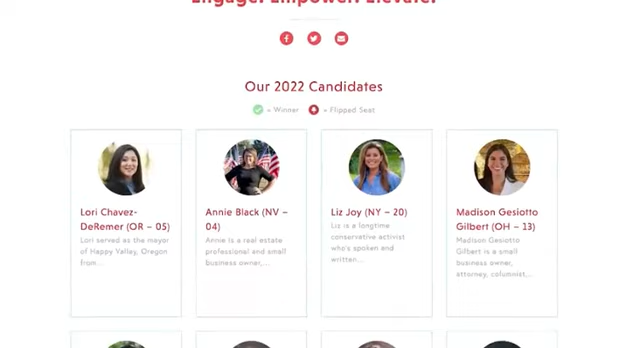 Engage. Empower. Elevate.
Our 2022 Candidates
= Winner = Flipped Seat
Lori Chavez-
DeRemer (OR – 05)
Lori served as the mayor
of Happy Valley, Oregon
from...
Annie Black (NV –
04)
Annie is a real estate
professional and small
business owner,...
Liz Joy (NY – 20)
Liz is a longtime
conservative activist
who's spoken and
written...
Madison Gesiotto
Gilbert (OH – 13)
Madison Gesiotto
Gilbert is a small
business owner,
attorney, columnist...